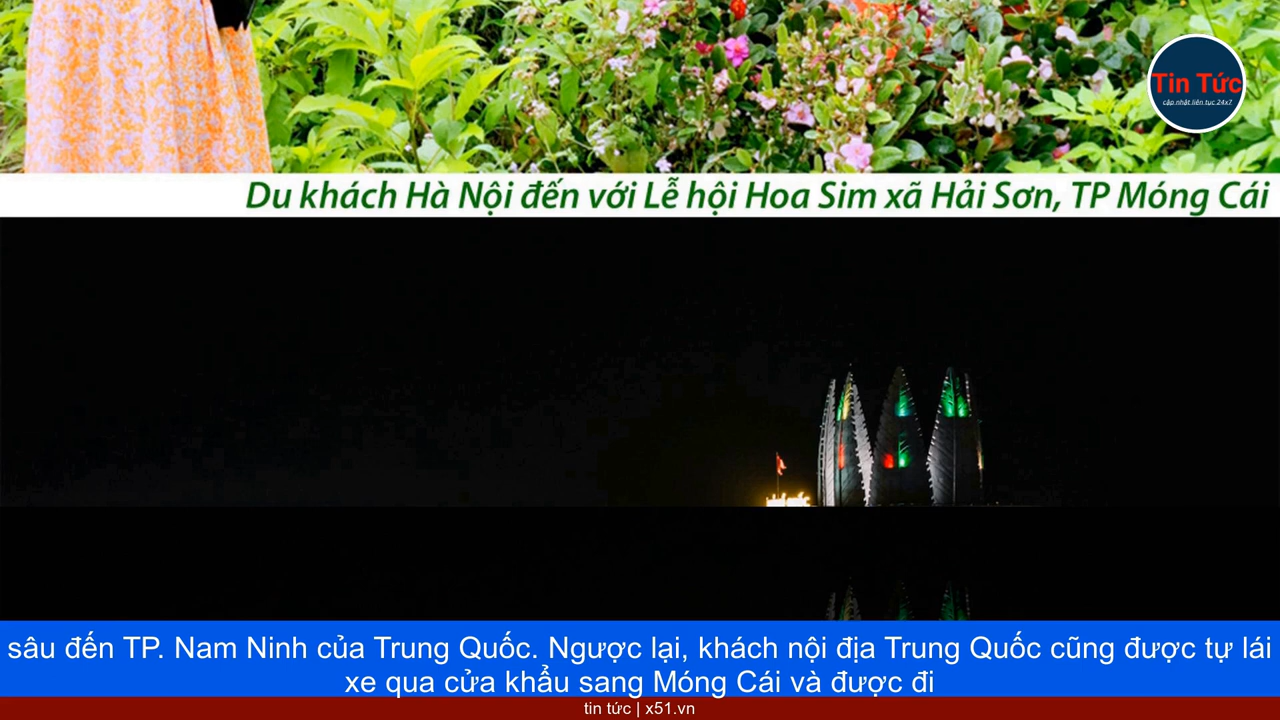 Tin Tức
cập nhật liên tục 24x7
Du khách Hà Nội đến với Lễ hội Hoa Sim xã Hải Sơn, TP Móng Cái
sâu đến TP. Nam Ninh của Trung Quốc. Ngược lại, khách nội địa Trung Quốc cũng được tự lái
xe qua cửa khẩu sang Móng Cái và được đi
tin tức | x51.vn